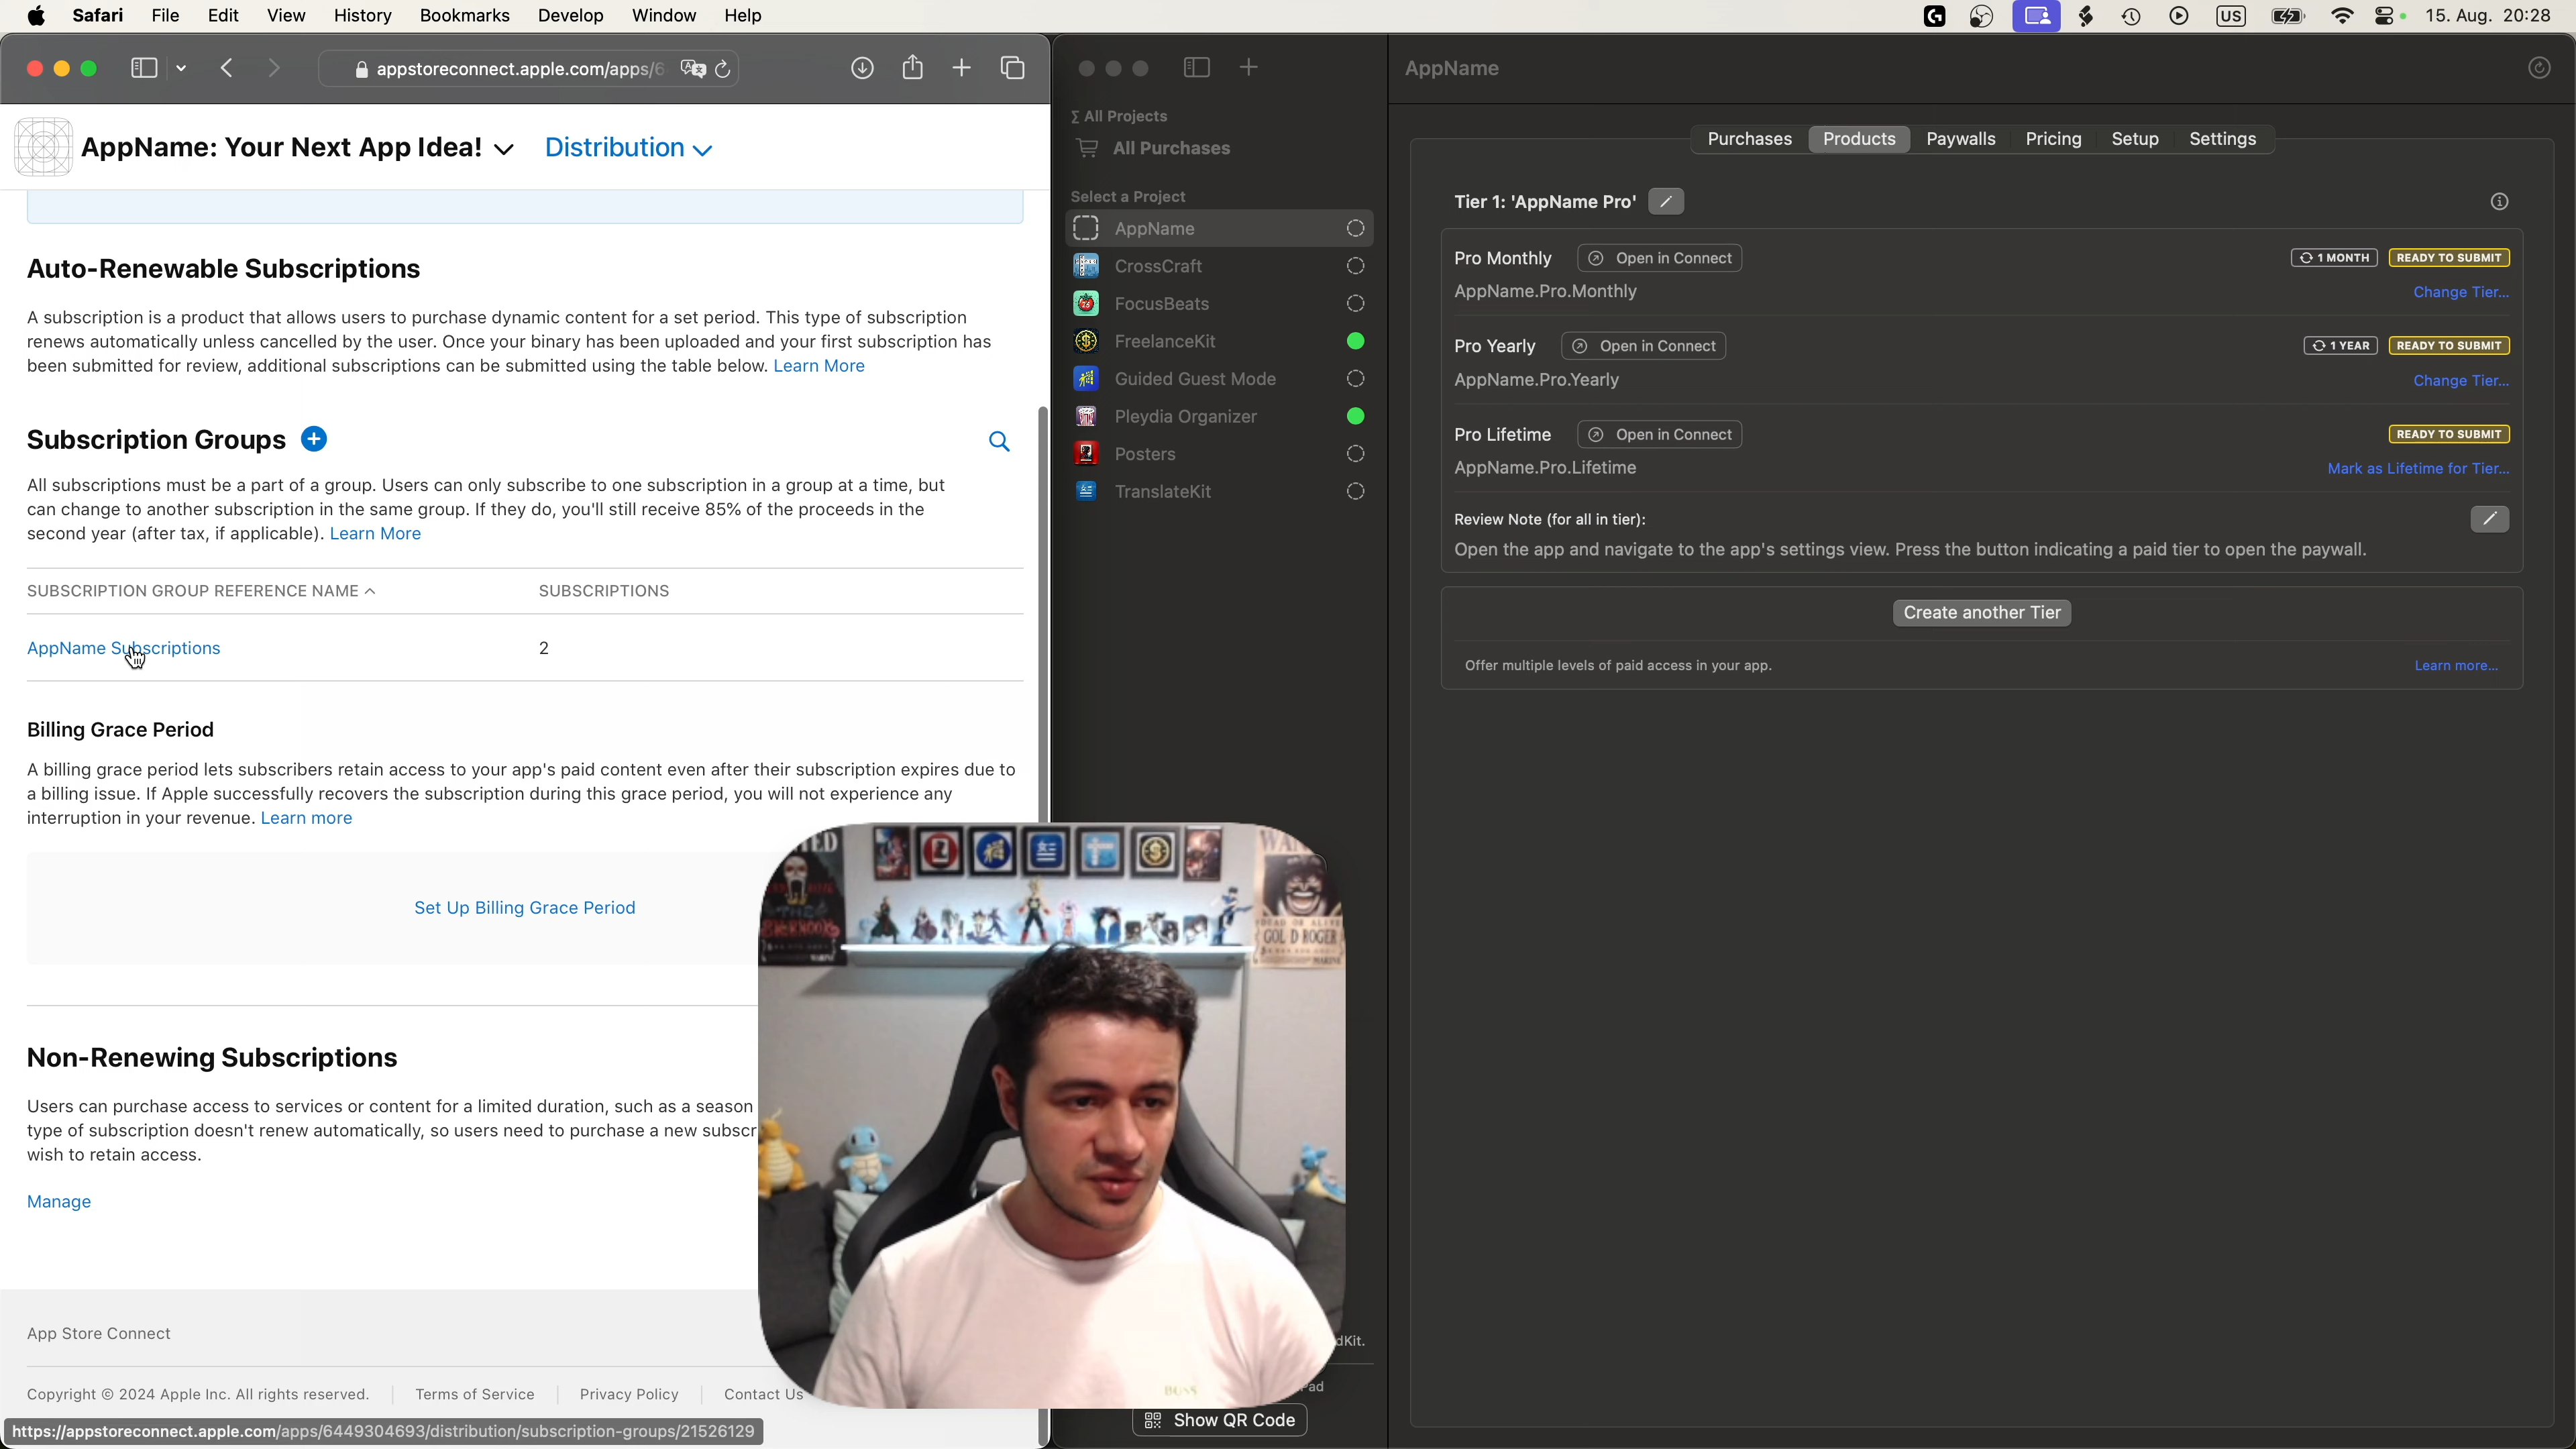 Safari File Edit View History Bookmarks Develop Window Help
US 15. Aug. 20:28
appstoreconnect.apple.com/apps/6
AppName: Your Next App Idea! Distribution
Auto-Renewable Subscriptions
A subscription is a product that allows users to purchase dynamic content for a set period. This type of subscription
renews automatically unless cancelled by the user. Once your binary has been uploaded and your first subscription has
been submitted for review, additional subscriptions can be submitted using the table below. Learn More
Subscription Groups
All subscriptions must be a part of a group. Users can only subscribe to one subscription in a group at a time, but
can change to another subscription in the same group. If they do, you'll still receive 85% of the proceeds in the
second year (after tax, if applicable). Learn More
SUBSCRIPTION GROUP REFERENCE NAME SUBSCRIPTIONS
AppName Subscriptions 2
Billing Grace Period
A billing grace period lets subscribers retain access to your app's paid content even after their subscription expires due to
a billing issue. If Apple successfully recovers the subscription during this grace period, you will not experience any
interruption in your revenue. Learn more
Set Up Billing Grace Period
Non-Renewing Subscriptions
Users can purchase access to services or content for a limited duration, such as a season
type of subscription doesn't renew automatically, so users need to purchase a new subscr
wish to retain access.
Manage
App Store Connect
Copyright © 2024 Apple Inc. All rights reserved. Terms of Service Privacy Policy Contact Us
https://appstoreconnect.apple.com/apps/6449304693/distribution/subscription-groups/21526129
∑ All Projects
All Purchases
Select a Project
AppName
CrossCraft
FocusBeats
FreelanceKit
Guided Guest Mode
Pleydia Organizer
Posters
TranslateKit
WANTED
DEAD OR ALIVE
GOL D ROGER
MARINE
BOSS
dKit.
Pad
Show QR Code
AppName
Purchases Products Paywalls Pricing Setup Settings
Tier 1: 'AppName Pro'
Pro Monthly Open in Connect 1 MONTH READY TO SUBMIT
AppName.Pro.Monthly Change Tier...
Pro Yearly Open in Connect 1 YEAR READY TO SUBMIT
AppName.Pro.Yearly Change Tier...
Pro Lifetime Open in Connect READY TO SUBMIT
AppName.Pro.Lifetime Mark as Lifetime for Tier...
Review Note (for all in tier):
Open the app and navigate to the app's settings view. Press the button indicating a paid tier to open the paywall.
Create another Tier
Offer multiple levels of paid access in your app. Learn more...